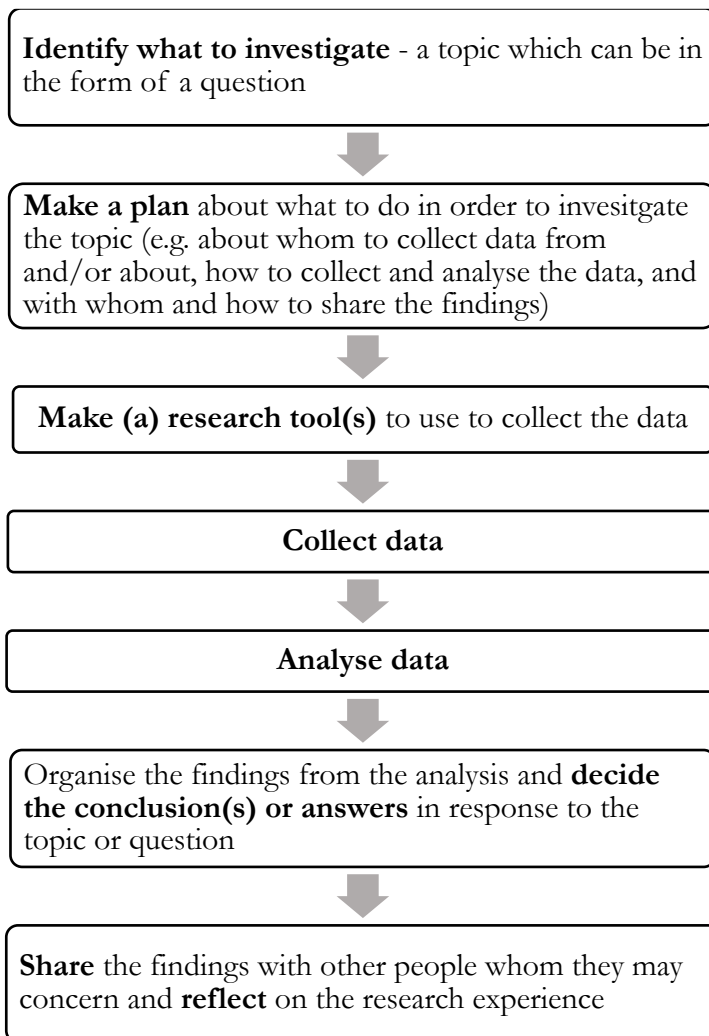 Identify what to investigate - a topic which can be in
the form of a question
Make a plan about what to do in order to invesitgate
the topic (e.g. about whom to collect data from
and/or about, how to collect and analyse the data, and
with whom and how to share the findings)
Make (a) research tool(s) to use to collect the data
Collect data
Analyse data
Organise the findings from the analysis and decide
the conclusion(s) or answers in response to the
topic or question
Share the findings with other people whom they may
concern and reflect on the research experience